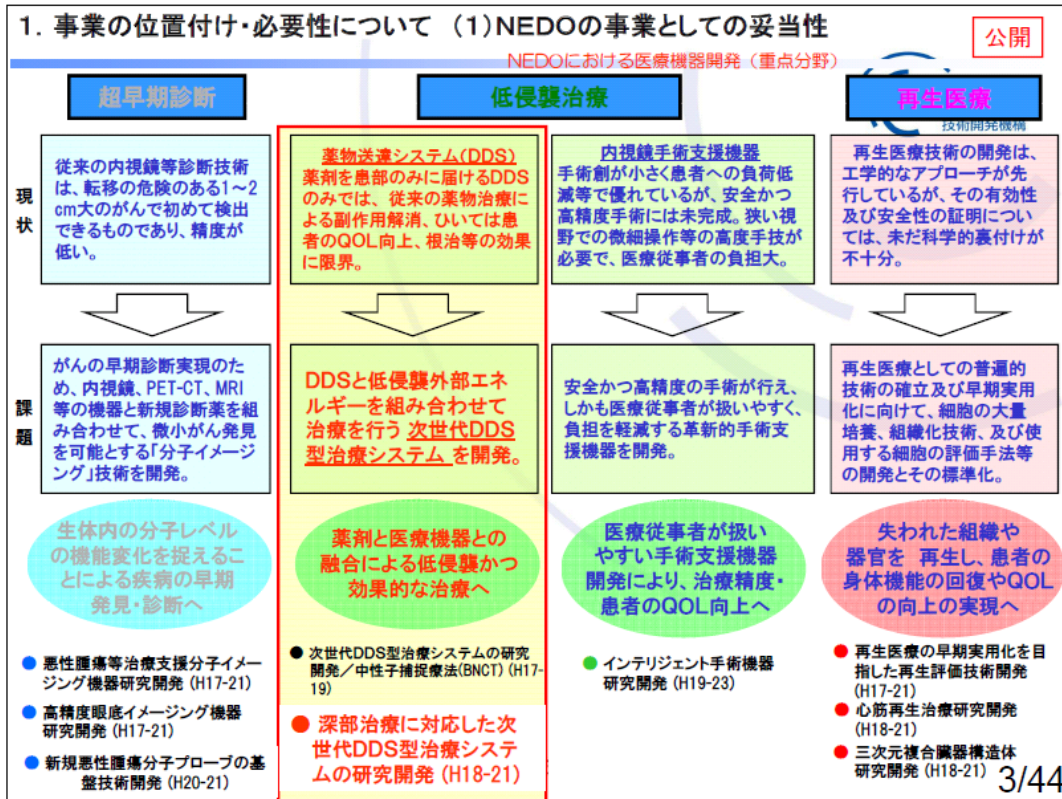 1. 事業の位置付け・必要性について (1)NEDOの事業としての妥当性
公開
NEDOにおける医療機器開発(重点分野)
超早期診断
低侵襲治療
再生医療
技術開発機構
現状
従来の内視鏡等診断技術
は、転移の危険のある1~2
cm大のがんで初めて検出
できるものであり、精度が
低い。
薬物送達システム(DDS)
薬剤を患部のみに届けるDDS
のみでは、従来の薬物治療に
よる副作用解消、ひいては患
者のQOL向上、根治等の効果
に限界。
内視鏡手術支援機器
手術創が小さく患者への負荷低
減等で優れているが、安全かつ
高精度手術には未完成。狭い視
野での微細操作等の高度手技が
必要で、医療従事者の負担大。
再生医療技術の開発は、
工学的なアプローチが先
行しているが、その有効性
及び安全性の証明につい
ては、未だ科学的裏付けが
不十分。
課題
がんの早期診断実現のた
め、内視鏡、PET-CT、MRI
等の機器と新規診断薬を組
み合わせて、微小がん発見
を可能とする「分子イメー
ジング」技術を開発。
DDSと低侵襲外部エネ
ルギーを組み合わせて
治療を行う 次世代DDS
型治療システム を開発。
安全かつ高精度の手術が行え、
しかも医療従事者が扱いやすく、
負担を軽減する革新的手術支
援機器を開発。
再生医療としての普遍的
技術の確立及び早期実用
化に向けて、細胞の大量
培養、組織化技術、及び使
用する細胞の評価手法等
の開発とその標準化。
生体内の分子レベル
の機能変化を捉えるこ
とによる疾病の早期
発見・診断へ
薬剤と医療機器との
融合による低侵襲かつ
効果的な治療へ
医療従事者が扱い
やすい手術支援機器
開発により、治療精度・
患者のQOL向上へ
失われた組織や
器官を 再生し、患者の
身体機能の回復やQOL
の向上の実現へ
● 悪性腫瘍等治療支援分子イメー
ジング機器研究開発 (H17-21)
● 高精度眼底イメージング機器
研究開発 (H17-21)
● 新規悪性腫瘍分子プローブの基
盤技術開発 (H20-21)
● 次世代DDS型治療システムの研究
開発/中性子捕捉療法(BNCT) (H17-
19)
● 深部治療に対応した次
世代DDS型治療システ
ムの研究開発 (H18-21)
● インテリジェント手術機器
研究開発 (H19-23)
● 再生医療の早期実用化を目
指した再生評価技術開発
(H17-21)
● 心筋再生治療研究開発
(H18-21)
● 三次元複合臓器構造体
研究開発 (H18-21)
3/44